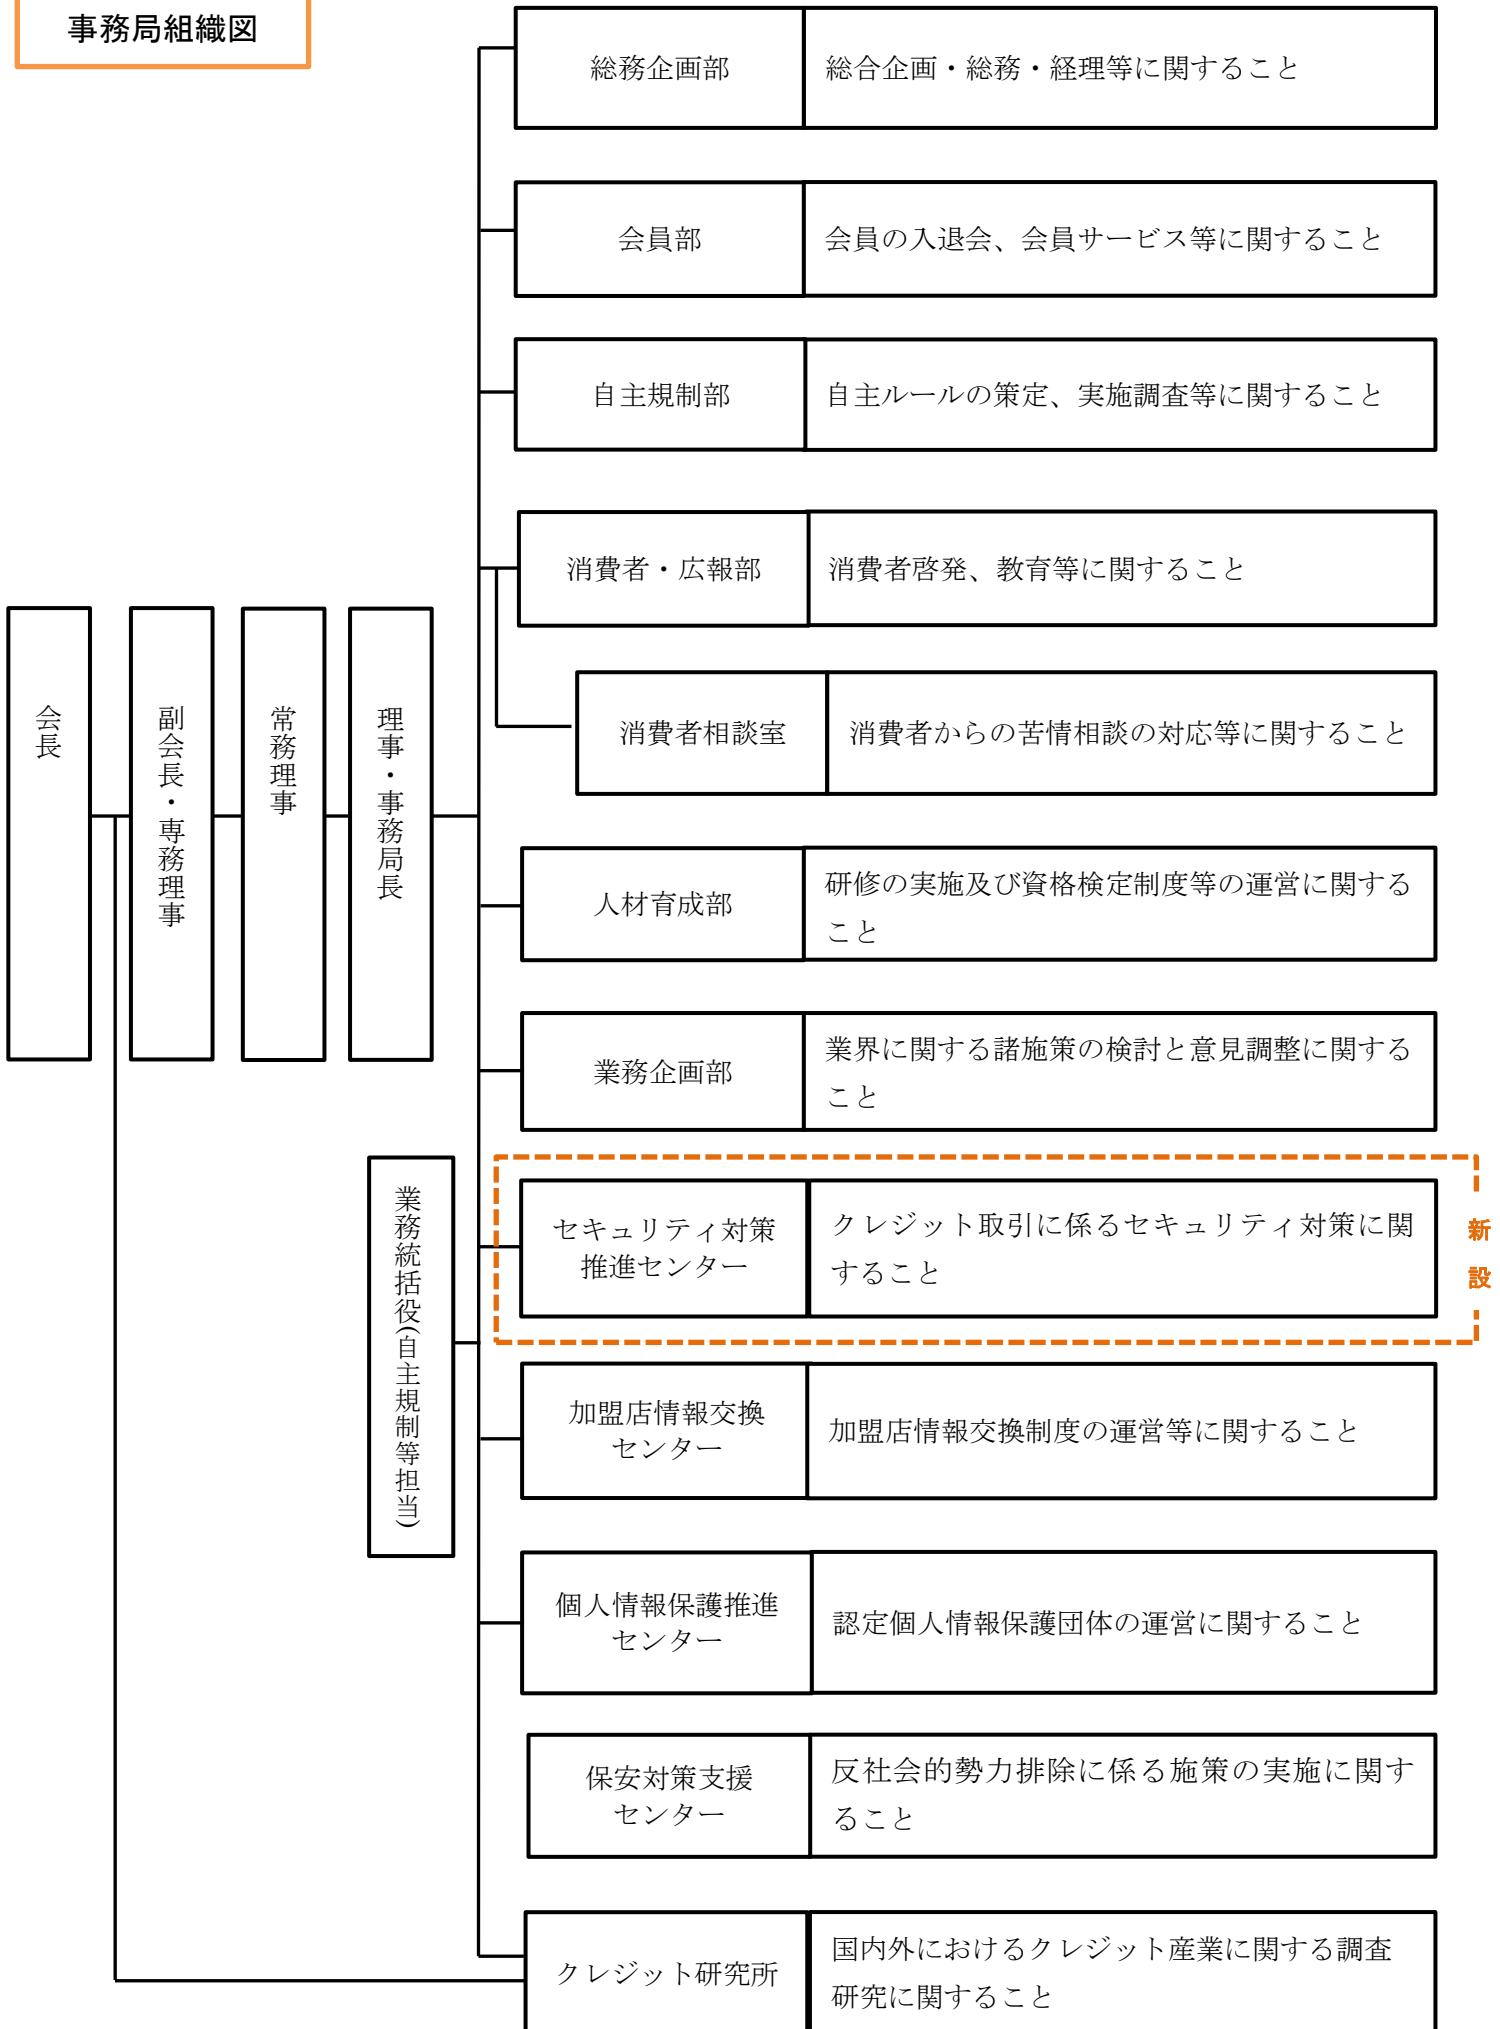 事務局組織図
総務企画部
総合企画・総務・経理等に関すること
会員部
会員の入退会、会員サービス等に関すること
自主規制部
自主ルールの策定、実施調査等に関すること
消費者・広報部
消費者啓発、教育等に関すること
消費者相談室
消費者からの苦情相談の対応等に関すること
会長
副会長・専務理事
常務理事
理事・事務局長
人材育成部
研修の実施及び資格検定制度等の運営に関する
こと
業務企画部
業界に関する諸施策の検討と意見調整に関する
こと
業務統括役(自主規制等担当)
セキュリティ対策
推進センター
クレジット取引に係るセキュリティ対策に関
すること
新設
加盟店情報交換
センター
加盟店情報交換制度の運営等に関すること
個人情報保護推進
センター
認定個人情報保護団体の運営に関すること
保安対策支援
センター
反社会的勢力排除に係る施策の実施に関す
ること
クレジット研究所
国内外におけるクレジット産業に関する調査
研究に関すること